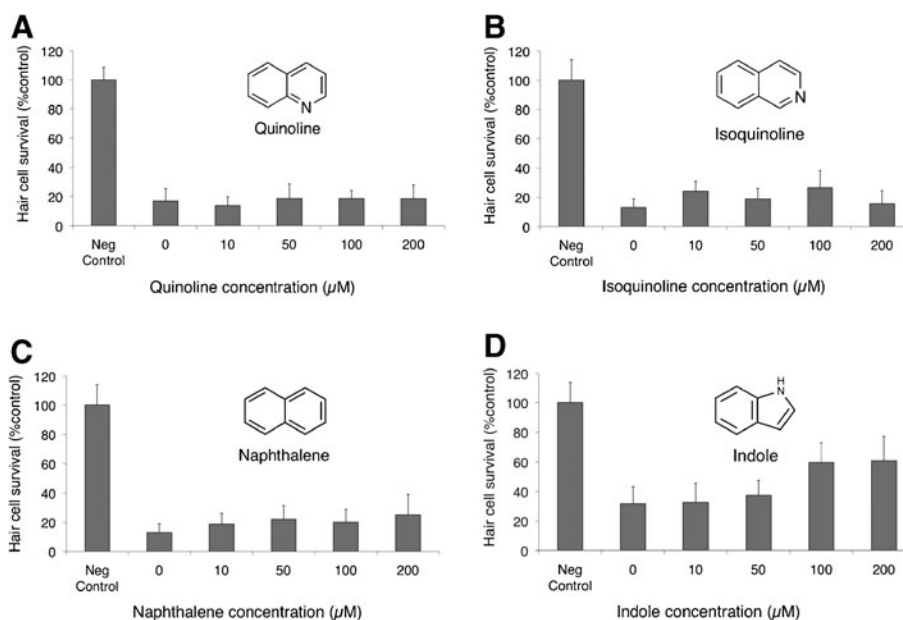 A
Hair cell survival (%control)
120
100
80
60
40
20
0
N
Quinoline
Neg
Control
0
10
50
100
200
Quinoline concentration (µM)
B
Hair cell survival (%control)
120
100
80
60
40
20
0
N
Isoquinoline
Neg
Control
0
10
50
100
200
Isoquinoline concentration (µM)
C
Hair cell survival (%control)
120
100
80
60
40
20
0
Naphthalene
Neg
Control
0
10
50
100
200
Naphthalene concentration (µM)
D
Hair cell survival (%control)
120
100
80
60
40
20
0
H
N
Indole
Neg
Control
0
10
50
100
200
Indole concentration (µM)